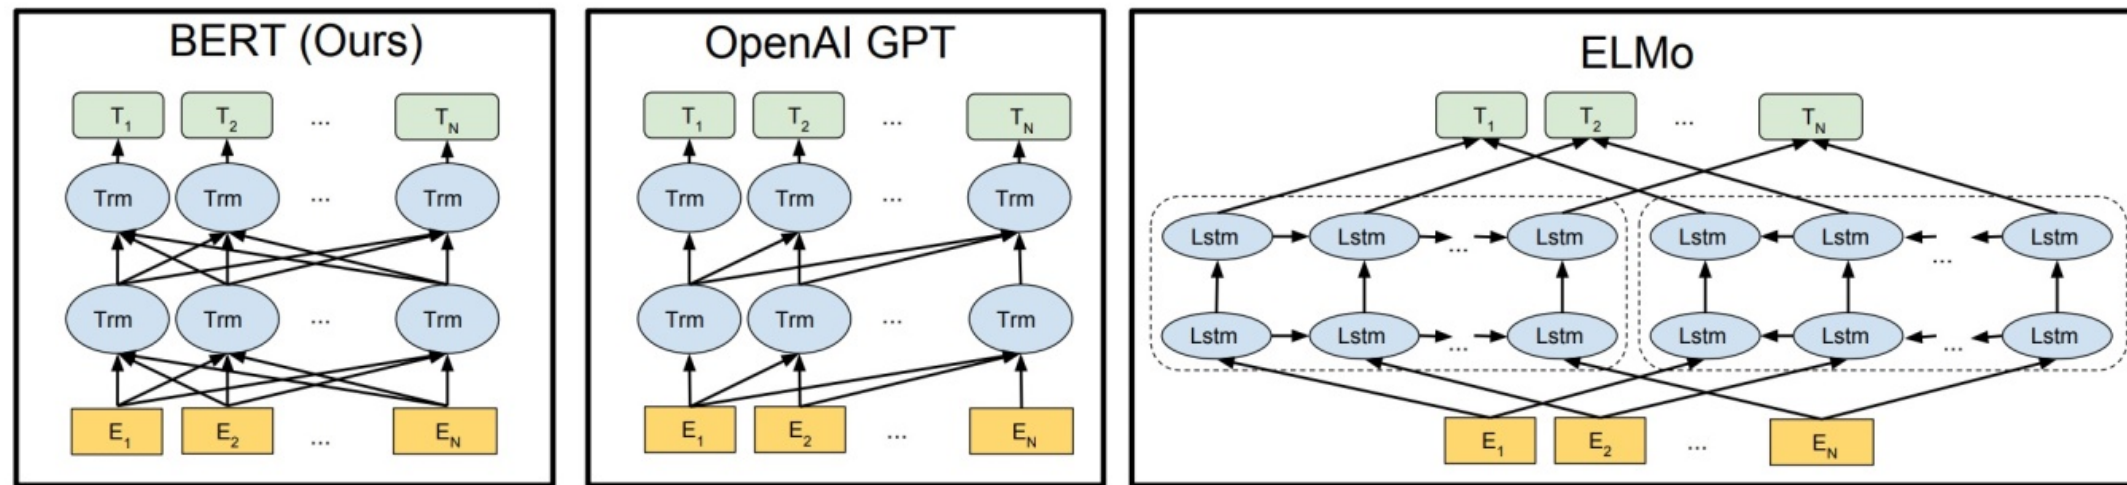 BERT (Ours)
T1 T2 ... TN
Trm Trm ... Trm
Trm Trm ... Trm
E1 E2 ... EN
OpenAI GPT
T1 T2 ... TN
Trm Trm ... Trm
Trm Trm ... Trm
E1 E2 ... EN
ELMo
T1 T2 ... TN
Lstm Lstm ... Lstm Lstm Lstm ... Lstm
Lstm Lstm ... Lstm Lstm Lstm ... Lstm
E1 E2 ... EN